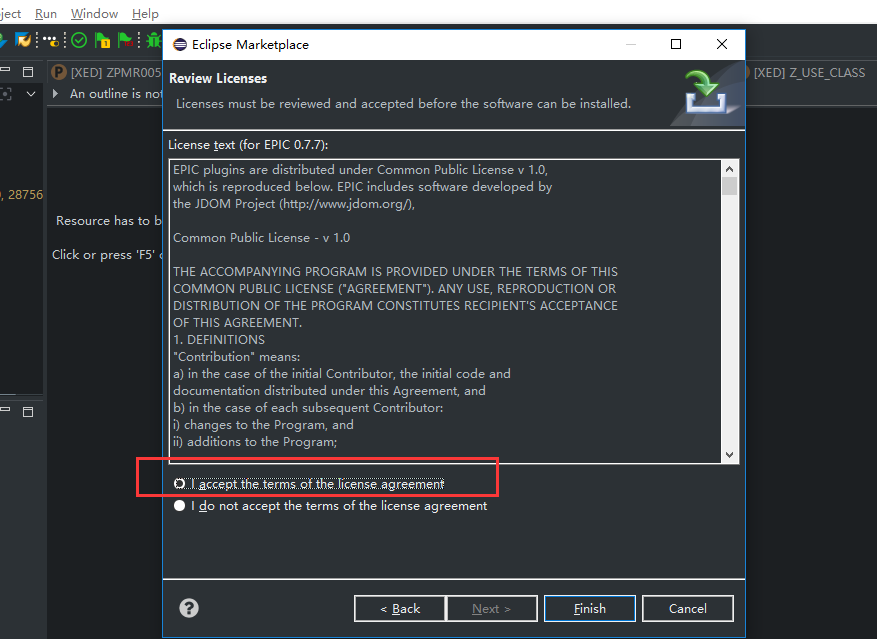 ject Run Window Help
Eclipse Marketplace
[XED] ZPMR005
[XED] Z_USE_CLASS
An outline is not
Review Licenses
Licenses must be reviewed and accepted before the software can be installed.
License text (for EPIC 0.7.7):
EPIC plugins are distributed under Common Public License v 1.0,
which is reproduced below. EPIC includes software developed by
the JDOM Project (http://www.jdom.org/),
, 28756
Resource has to b
Click or press 'F5'
Common Public License - v 1.0
THE ACCOMPANYING PROGRAM IS PROVIDED UNDER THE TERMS OF THIS
COMMON PUBLIC LICENSE ("AGREEMENT"). ANY USE, REPRODUCTION OR
DISTRIBUTION OF THE PROGRAM CONSTITUTES RECIPIENT'S ACCEPTANCE
OF THIS AGREEMENT.
1. DEFINITIONS
"Contribution" means:
a) in the case of the initial Contributor, the initial code and
documentation distributed under this Agreement, and
b) in the case of each subsequent Contributor:
i) changes to the Program, and
ii) additions to the Program;
I accept the terms of the license agreement
I do not accept the terms of the license agreement
< Back
Next >
Finish
Cancel